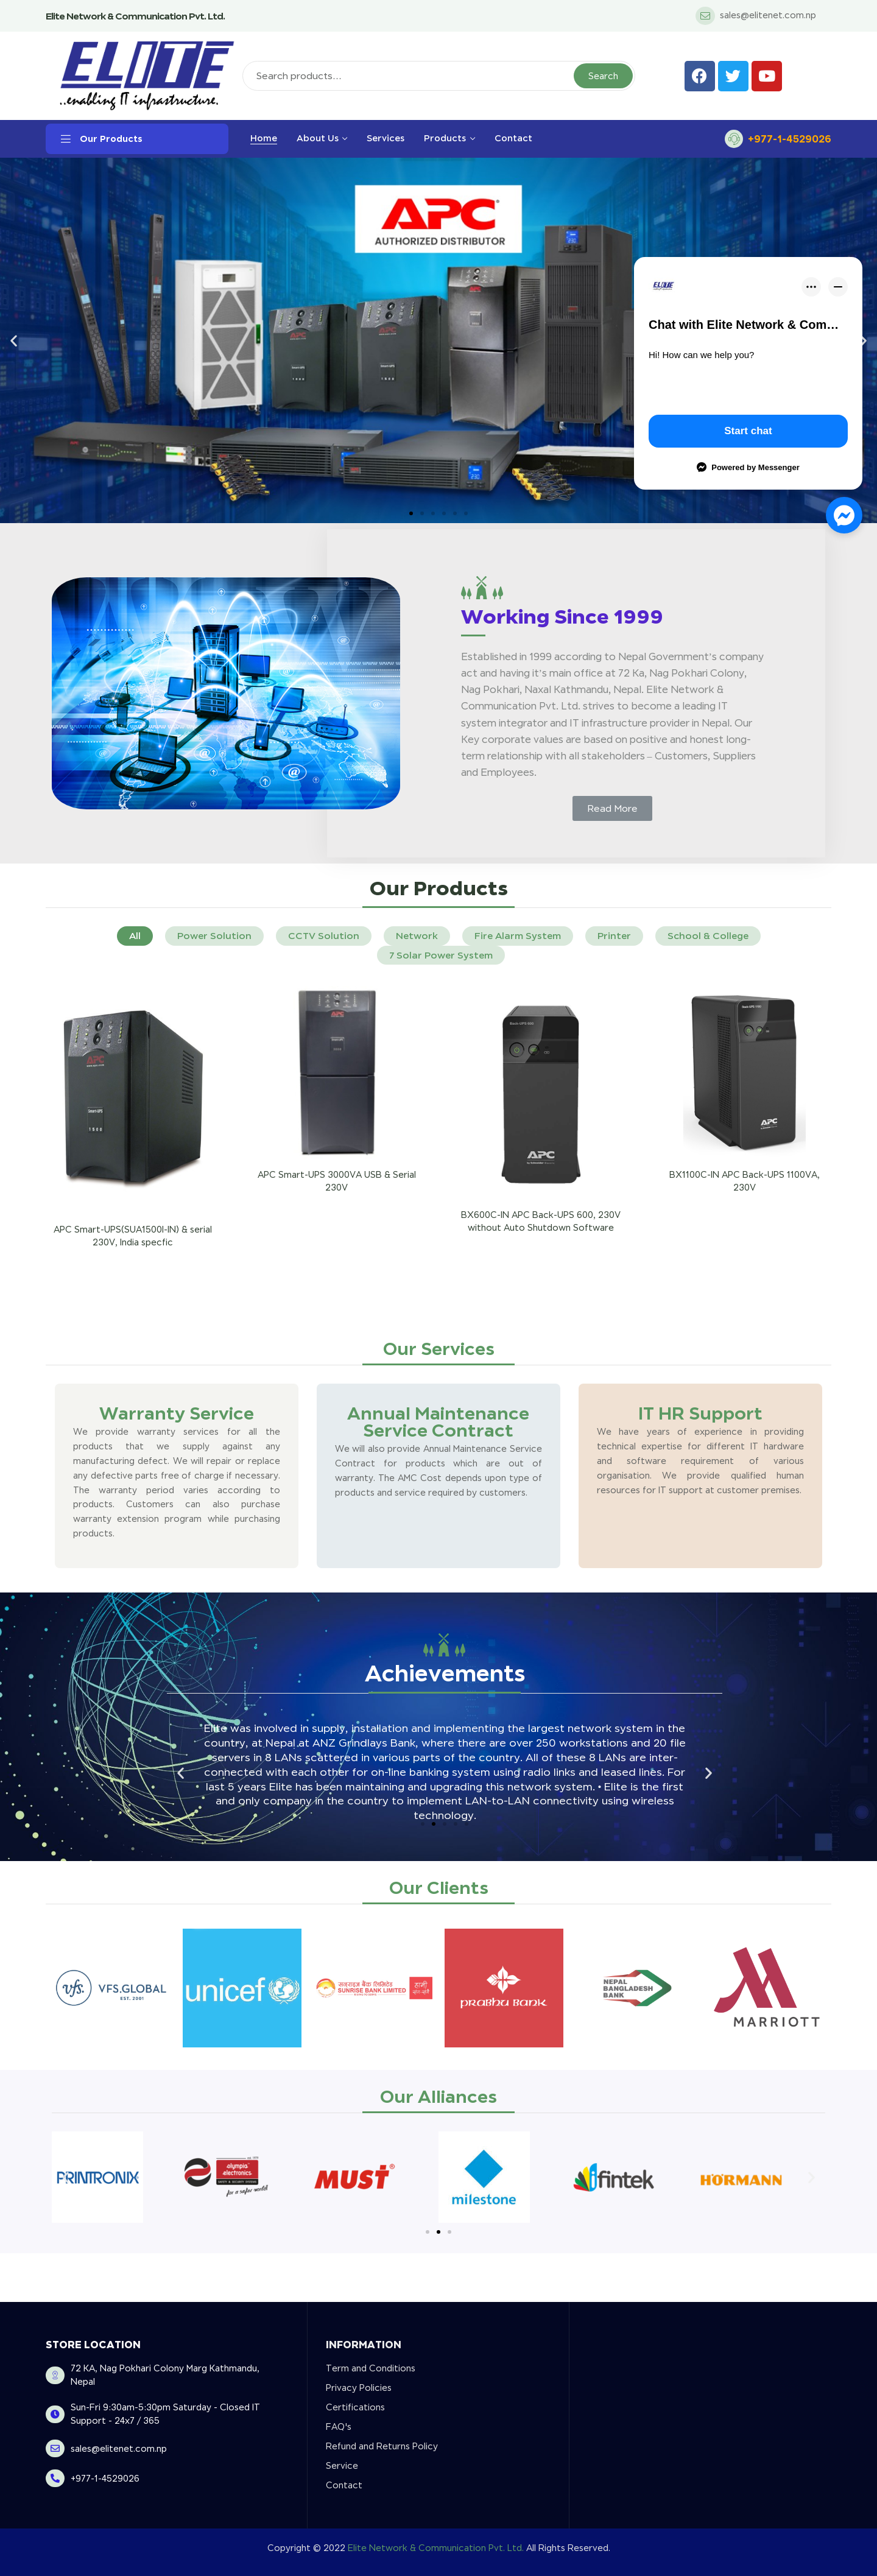 Elite Network & Communication Pvt. Ltd.
sales@elitenet.com.np
ELITE
..enabling IT infrastructure.
Search products...
Search
Our Products
Home
About Us
Services
Products
Contact
+977-1-4529026
APC
AUTHORIZED DISTRIBUTOR
ELITE
Chat with Elite Network & Com...
Hi! How can we help you?
Start chat
Powered by Messenger
Working Since 1999
Established in 1999 according to Nepal Government's company
act and having it's main office at 72 Ka, Nag Pokhari Colony,
Nag Pokhari, Naxal Kathmandu, Nepal. Elite Network &
Communication Pvt. Ltd. strives to become a leading IT
system integrator and IT infrastructure provider in Nepal. Our
Key corporate values are based on positive and honest long-
term relationship with all stakeholders – Customers, Suppliers
and Employees.
Read More
Our Products
All
Power Solution
CCTV Solution
Network
Fire Alarm System
Printer
School & College
7 Solar Power System
APC
APC
APC
APC
APC Smart-UPS(SUA1500I-IN) & serial
230V, India specfic
APC Smart-UPS 3000VA USB & Serial
230V
BX600C-IN APC Back-UPS 600, 230V
without Auto Shutdown Software
BX1100C-IN APC Back-UPS 1100VA,
230V
Our Services
Warranty Service
We provide warranty services for all the
products that we supply against any
manufacturing defect. We will repair or replace
any defective parts free of charge if necessary.
The warranty period varies according to
products. Customers can also purchase
warranty extension program while purchasing
products.
Annual Maintenance
Service Contract
We will also provide Annual Maintenance Service
Contract for products which are out of
warranty. The AMC Cost depends upon type of
products and service required by customers.
IT HR Support
We have years of experience in providing
technical expertise for different IT hardware
and software requirement of various
organisation. We provide qualified human
resources for IT support at customer premises.
Achievements
Elite was involved in supply, installation and implementing the largest network system in the
country, at Nepal at ANZ Grindlays Bank, where there are over 250 workstations and 20 file
servers in 8 LANs scattered in various parts of the country. All of these 8 LANs are inter-
connected with each other for on-line banking system using radio links and leased lines. For
last 5 years Elite has been maintaining and upgrading this network system. • Elite is the first
and only company in the country to implement LAN-to-LAN connectivity using wireless
technology.
Our Clients
vfs.
VFS.GLOBAL
EST. 2001
unicef
सनराइज बैंक लिमिटेड
SUNRISE BANK LIMITED
PRABHU BANK
NEPAL
BANGLADESH
BANK
MARRIOTT
Our Alliances
PRINTRONIX
olympia
electronics
...for a safer world
MUST®
milestone
fintek
HÖRMANN
STORE LOCATION
72 KA, Nag Pokhari Colony Marg Kathmandu,
Nepal
Sun-Fri 9:30am-5:30pm Saturday - Closed IT
Support - 24x7 / 365
sales@elitenet.com.np
+977-1-4529026
INFORMATION
Term and Conditions
Privacy Policies
Certifications
FAQ's
Refund and Returns Policy
Service
Contact
Copyright © 2022 Elite Network & Communication Pvt. Ltd. All Rights Reserved.